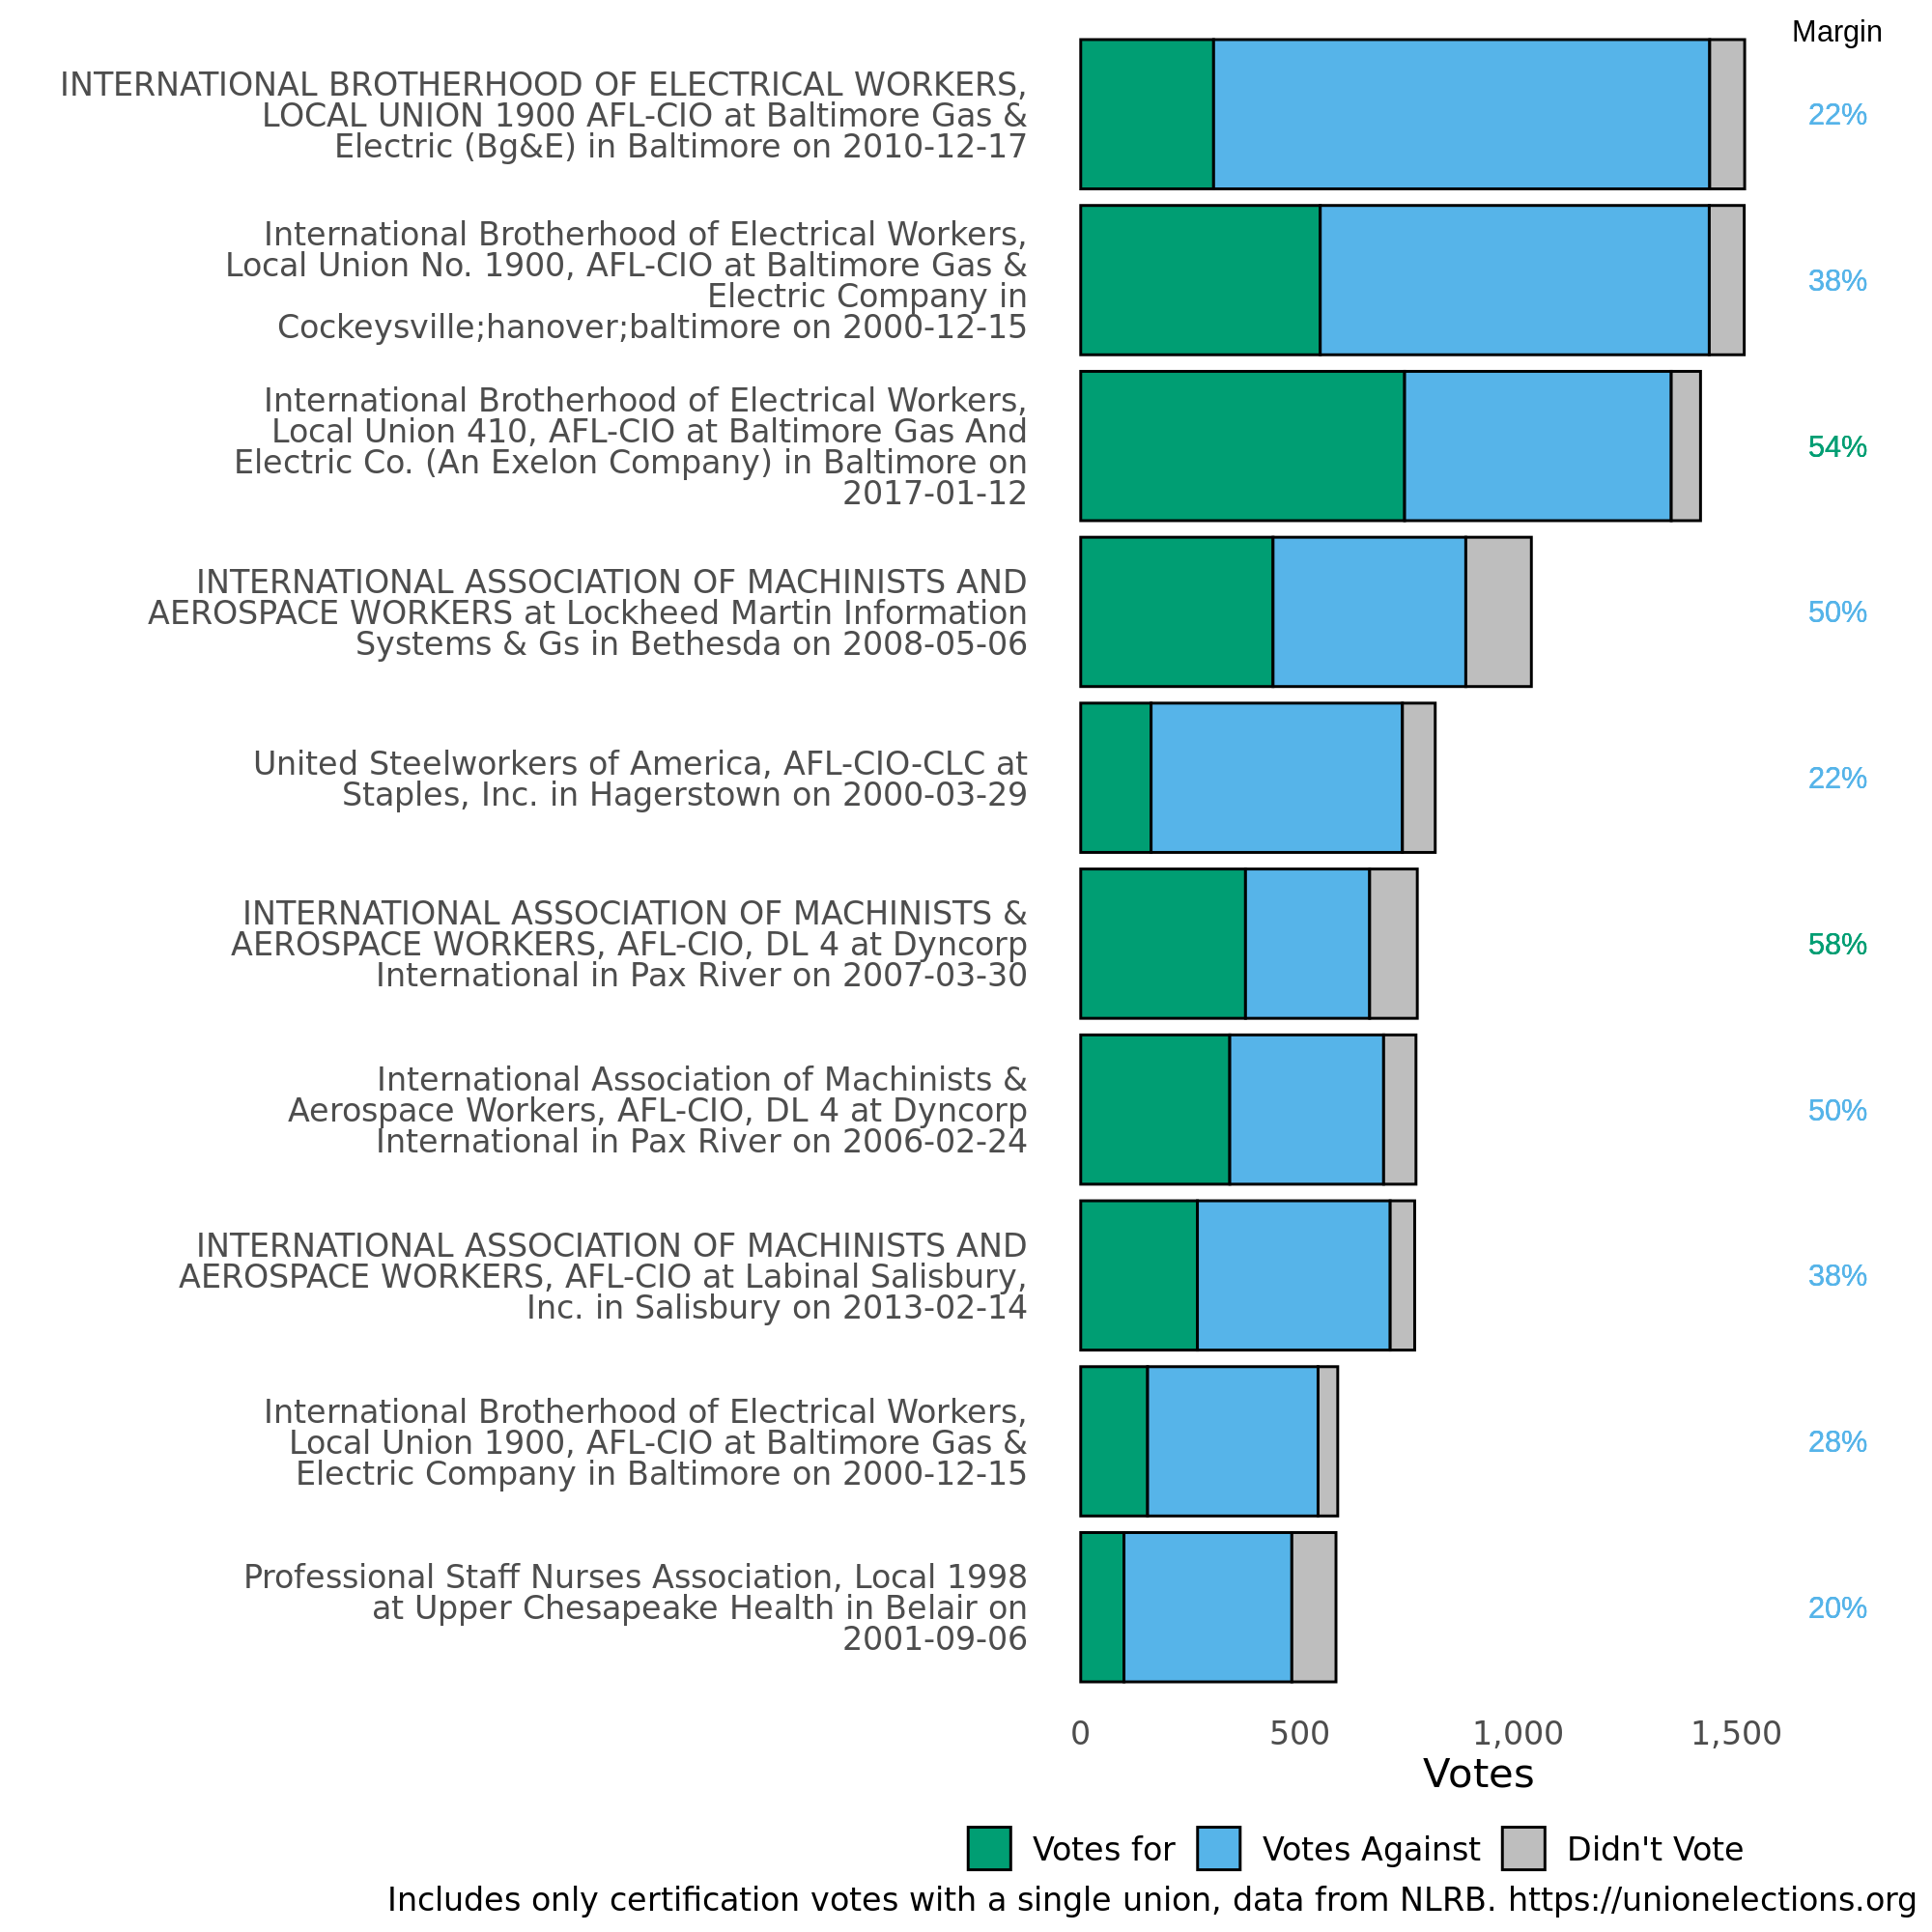 Margin
INTERNATIONAL BROTHERHOOD OF ELECTRICAL WORKERS,
LOCAL UNION 1900 AFL-CIO at Baltimore Gas &
Electric (Bg&E) in Baltimore on 2010-12-17
22%
International Brotherhood of Electrical Workers,
Local Union No. 1900, AFL-CIO at Baltimore Gas &
Electric Company in
Cockeysville;hanover;baltimore on 2000-12-15
38%
International Brotherhood of Electrical Workers,
Local Union 410, AFL-CIO at Baltimore Gas And
Electric Co. (An Exelon Company) in Baltimore on
2017-01-12
54%
INTERNATIONAL ASSOCIATION OF MACHINISTS AND
AEROSPACE WORKERS at Lockheed Martin Information
Systems & Gs in Bethesda on 2008-05-06
50%
United Steelworkers of America, AFL-CIO-CLC at
Staples, Inc. in Hagerstown on 2000-03-29
22%
INTERNATIONAL ASSOCIATION OF MACHINISTS &
AEROSPACE WORKERS, AFL-CIO, DL 4 at Dyncorp
International in Pax River on 2007-03-30
58%
International Association of Machinists &
Aerospace Workers, AFL-CIO, DL 4 at Dyncorp
International in Pax River on 2006-02-24
50%
INTERNATIONAL ASSOCIATION OF MACHINISTS AND
AEROSPACE WORKERS, AFL-CIO at Labinal Salisbury,
Inc. in Salisbury on 2013-02-14
38%
International Brotherhood of Electrical Workers,
Local Union 1900, AFL-CIO at Baltimore Gas &
Electric Company in Baltimore on 2000-12-15
28%
Professional Staff Nurses Association, Local 1998
at Upper Chesapeake Health in Belair on
2001-09-06
20%
0 500 1,000 1,500
Votes
Votes for Votes Against Didn't Vote
Includes only certification votes with a single union, data from NLRB. https://unionelections.org